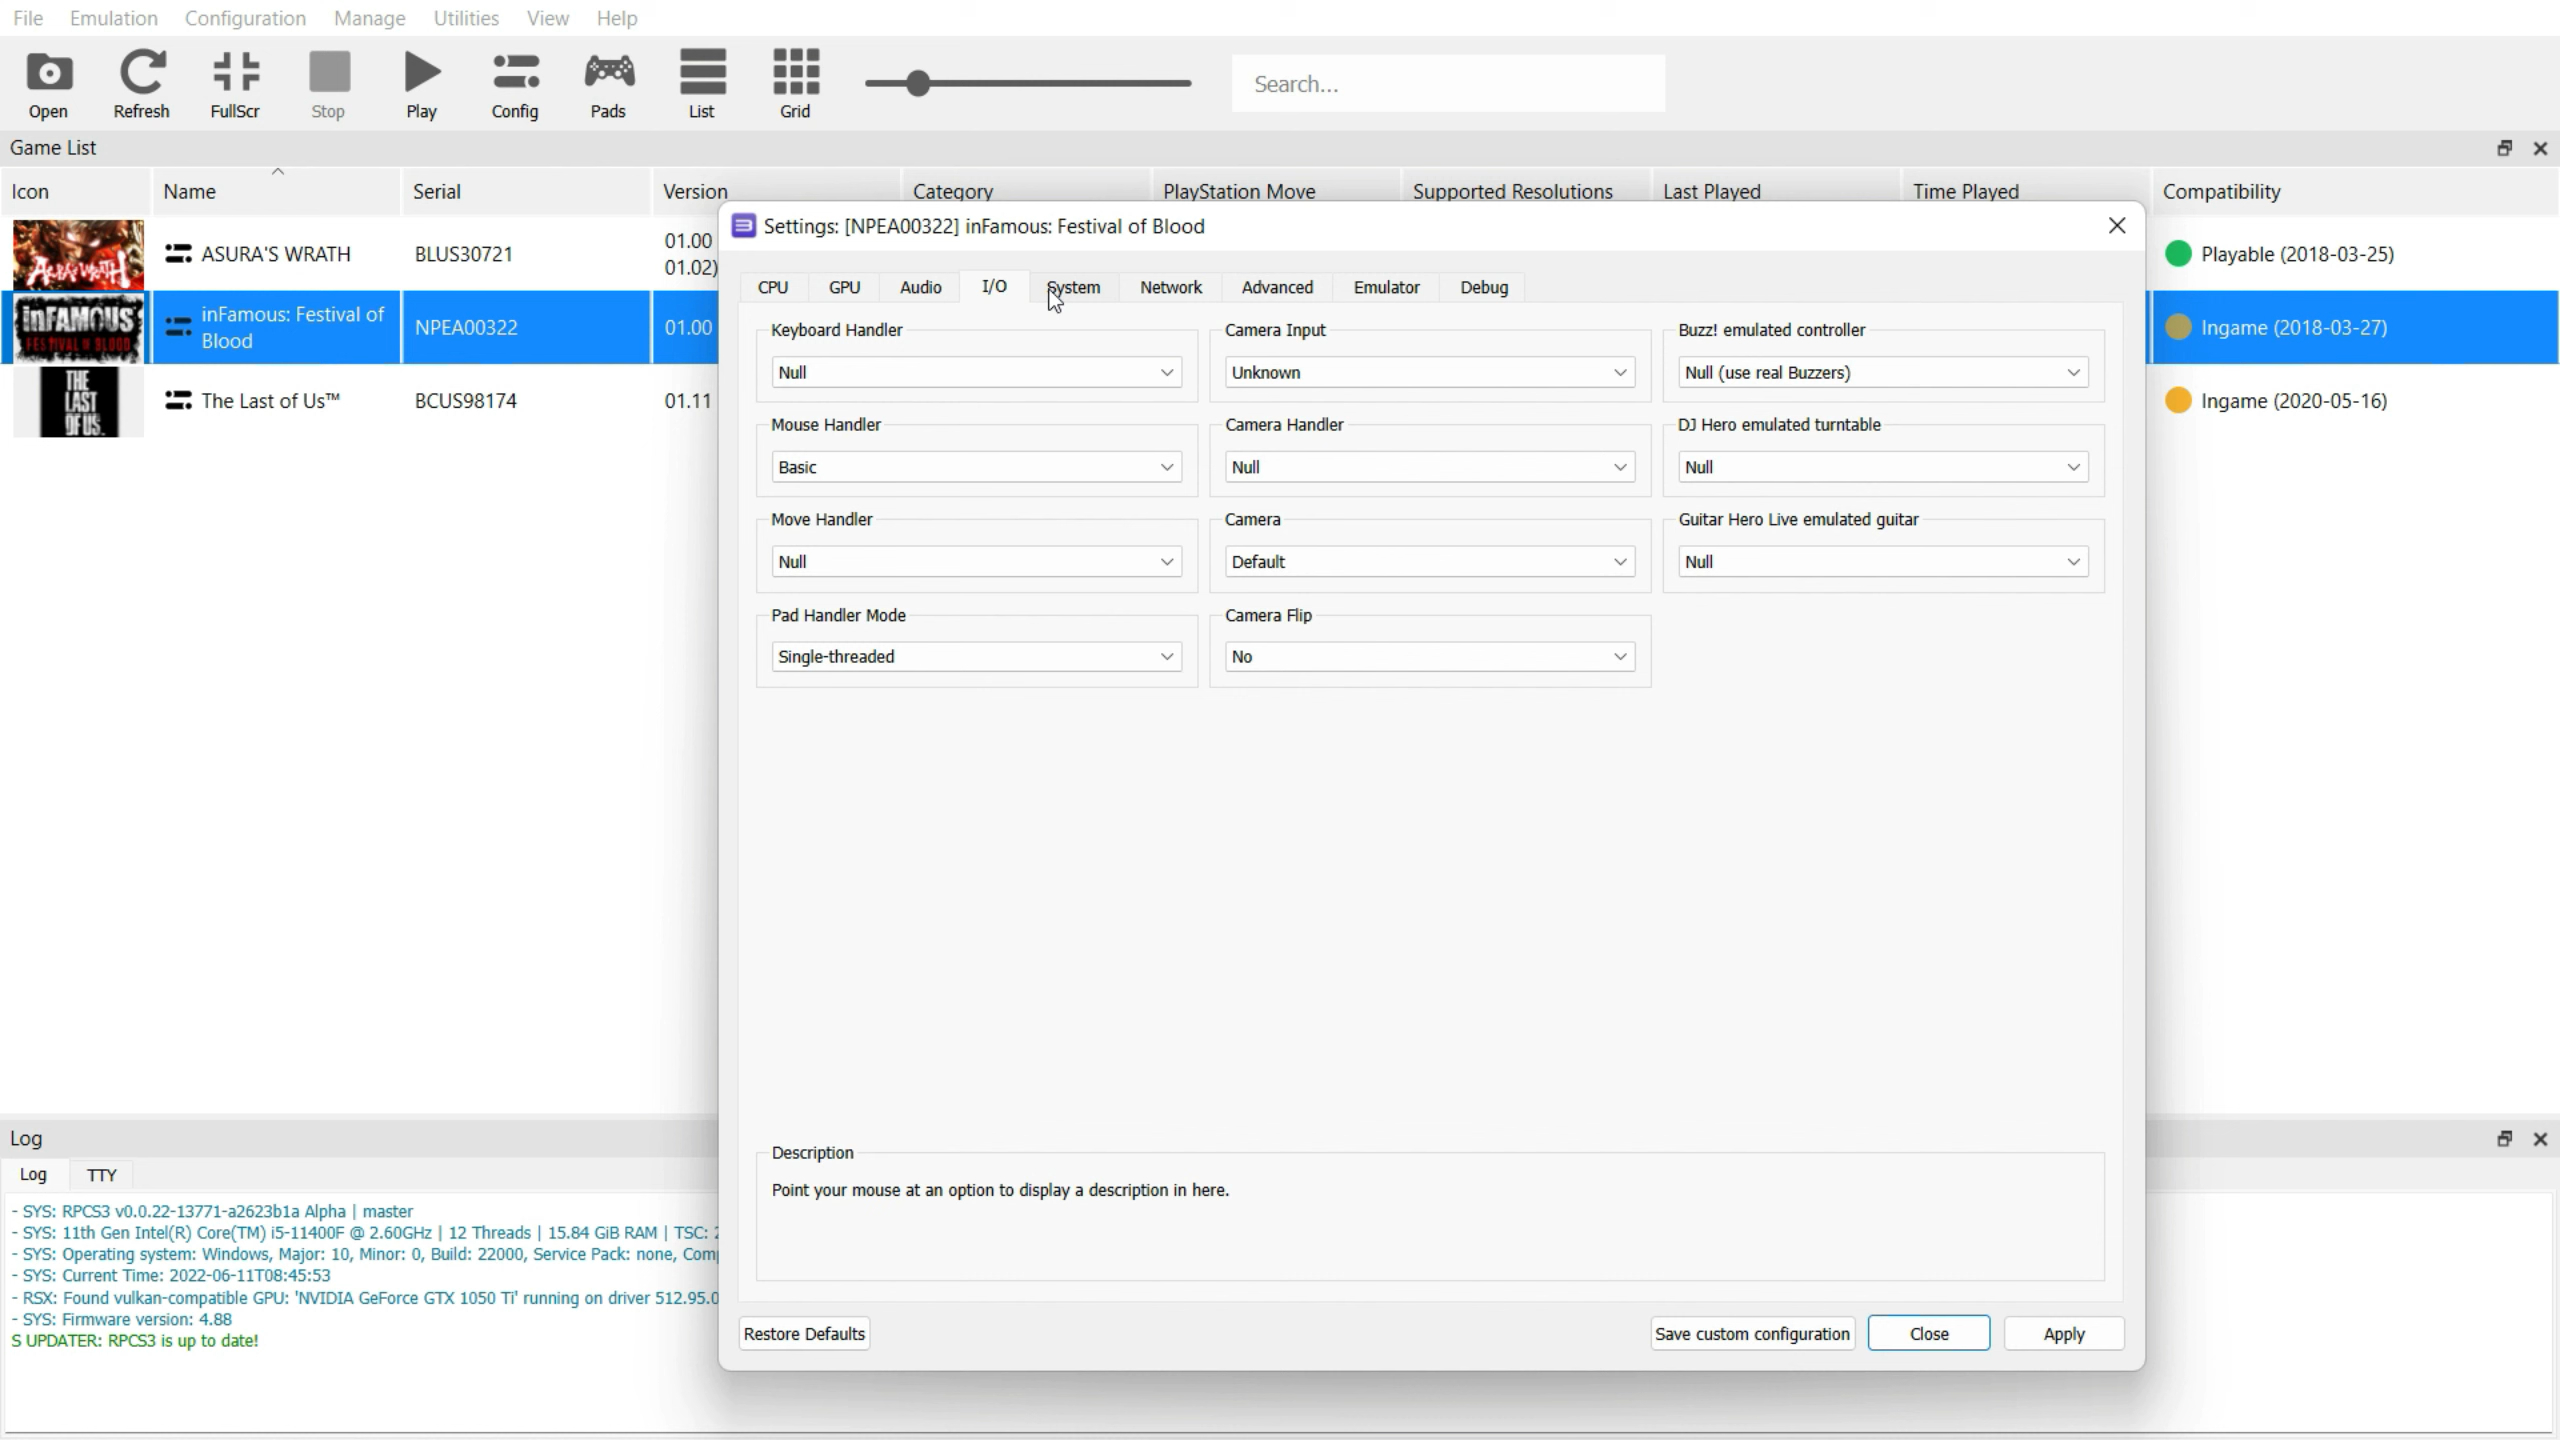 File Emulation Configuration Manage Utilities View Help
Open Refresh FullScr Stop Play Config Pads List Grid
Search...
Game List
Icon Name Serial Version Category PlayStation Move Supported Resolutions Last Played Time Played Compatibility
ASURA'S WRATH BLUS30721 01.00
01.02)
Playable (2018-03-25)
inFAMOUS
FESTIVAL OF BLOOD
inFamous: Festival of
Blood
NPEA00322 01.00 Ingame (2018-03-27)
THE
LAST
OF US
The Last of Us™ BCUS98174 01.11 Ingame (2020-05-16)
Settings: [NPEA00322] inFamous: Festival of Blood
CPU GPU Audio I/O System Network Advanced Emulator Debug
Keyboard Handler Camera Input Buzz! emulated controller
Null Unknown Null (use real Buzzers)
Mouse Handler Camera Handler DJ Hero emulated turntable
Basic Null Null
Move Handler Camera Guitar Hero Live emulated guitar
Null Default Null
Pad Handler Mode Camera Flip
Single-threaded No
Description
Point your mouse at an option to display a description in here.
Restore Defaults Save custom configuration Close Apply
Log
Log TTY
- SYS: RPCS3 v0.0.22-13771-a2623b1a Alpha | master
- SYS: 11th Gen Intel(R) Core(TM) i5-11400F @ 2.60GHz | 12 Threads | 15.84 GiB RAM | TSC:
- SYS: Operating system: Windows, Major: 10, Minor: 0, Build: 22000, Service Pack: none, Com
- SYS: Current Time: 2022-06-11T08:45:53
- RSX: Found vulkan-compatible GPU: 'NVIDIA GeForce GTX 1050 Ti' running on driver 512.95.0
- SYS: Firmware version: 4.88
S UPDATER: RPCS3 is up to date!